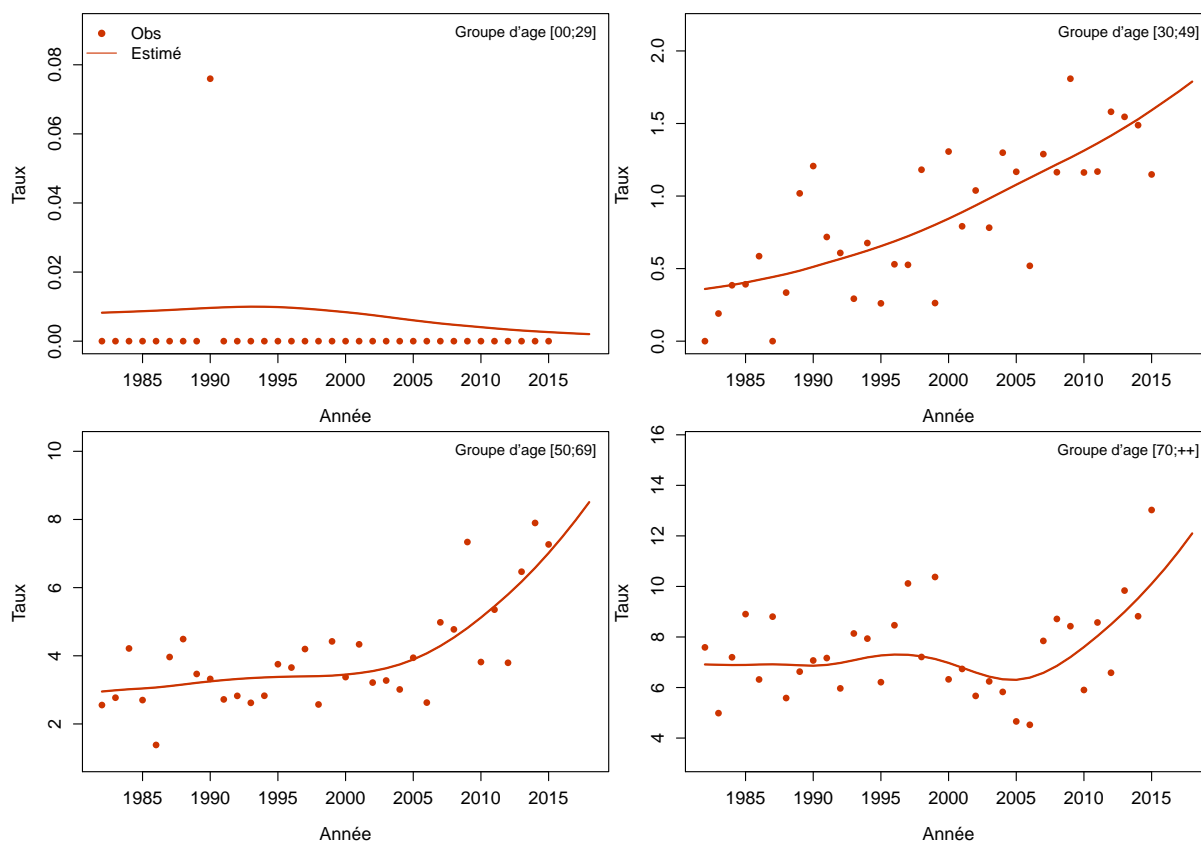 Obs
Estimé
Groupe d'age [00;29]
Taux
0.00 0.02 0.04 0.06 0.08
1985 1990 1995 2000 2005 2010 2015
Année
Groupe d'age [30;49]
Taux
0.0 0.5 1.0 1.5 2.0
1985 1990 1995 2000 2005 2010 2015
Année
Groupe d'age [50;69]
Taux
2 4 6 8 10
1985 1990 1995 2000 2005 2010 2015
Année
Groupe d'age [70;++]
Taux
4 6 8 10 12 14 16
1985 1990 1995 2000 2005 2010 2015
Année